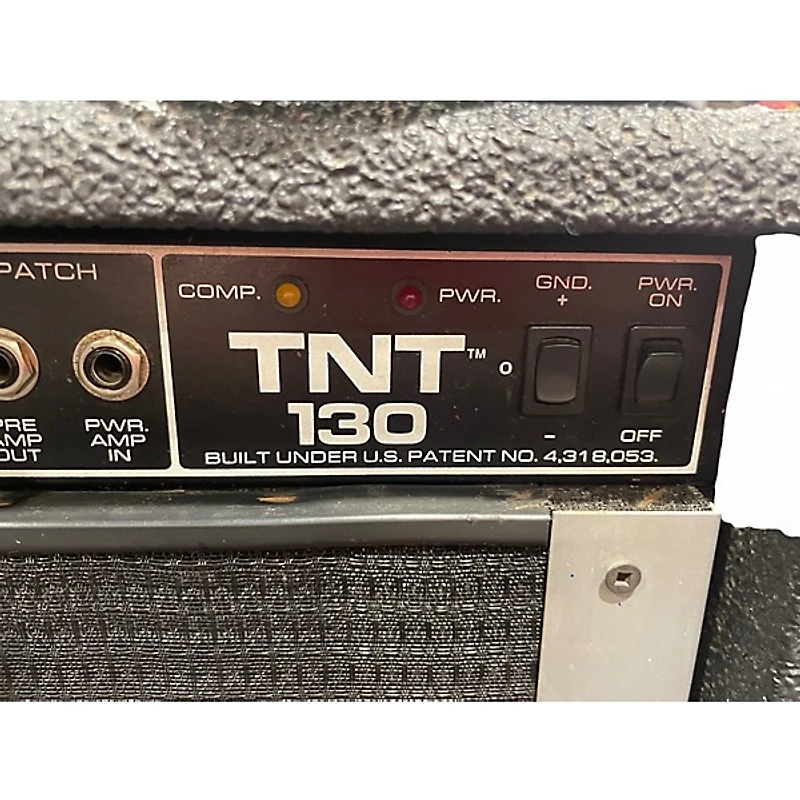 PATCH
COMP.
PWR.
GND.
+
PWR.
ON
TNT™
130
0
-
OFF
PRE
AMP
OUT
PWR.
AMP
IN
BUILT UNDER U.S. PATENT NO. 4,318,053.